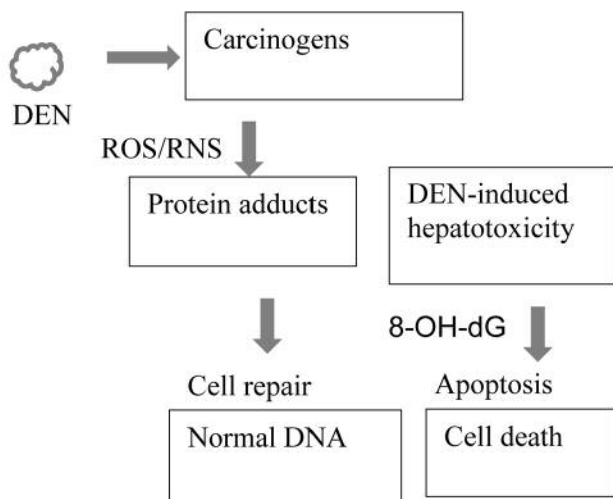 Carcinogens
DEN
ROS/RNS
Protein adducts
DEN-induced
hepatotoxicity
8-OH-dG
Cell repair
Apoptosis
Normal DNA
Cell death